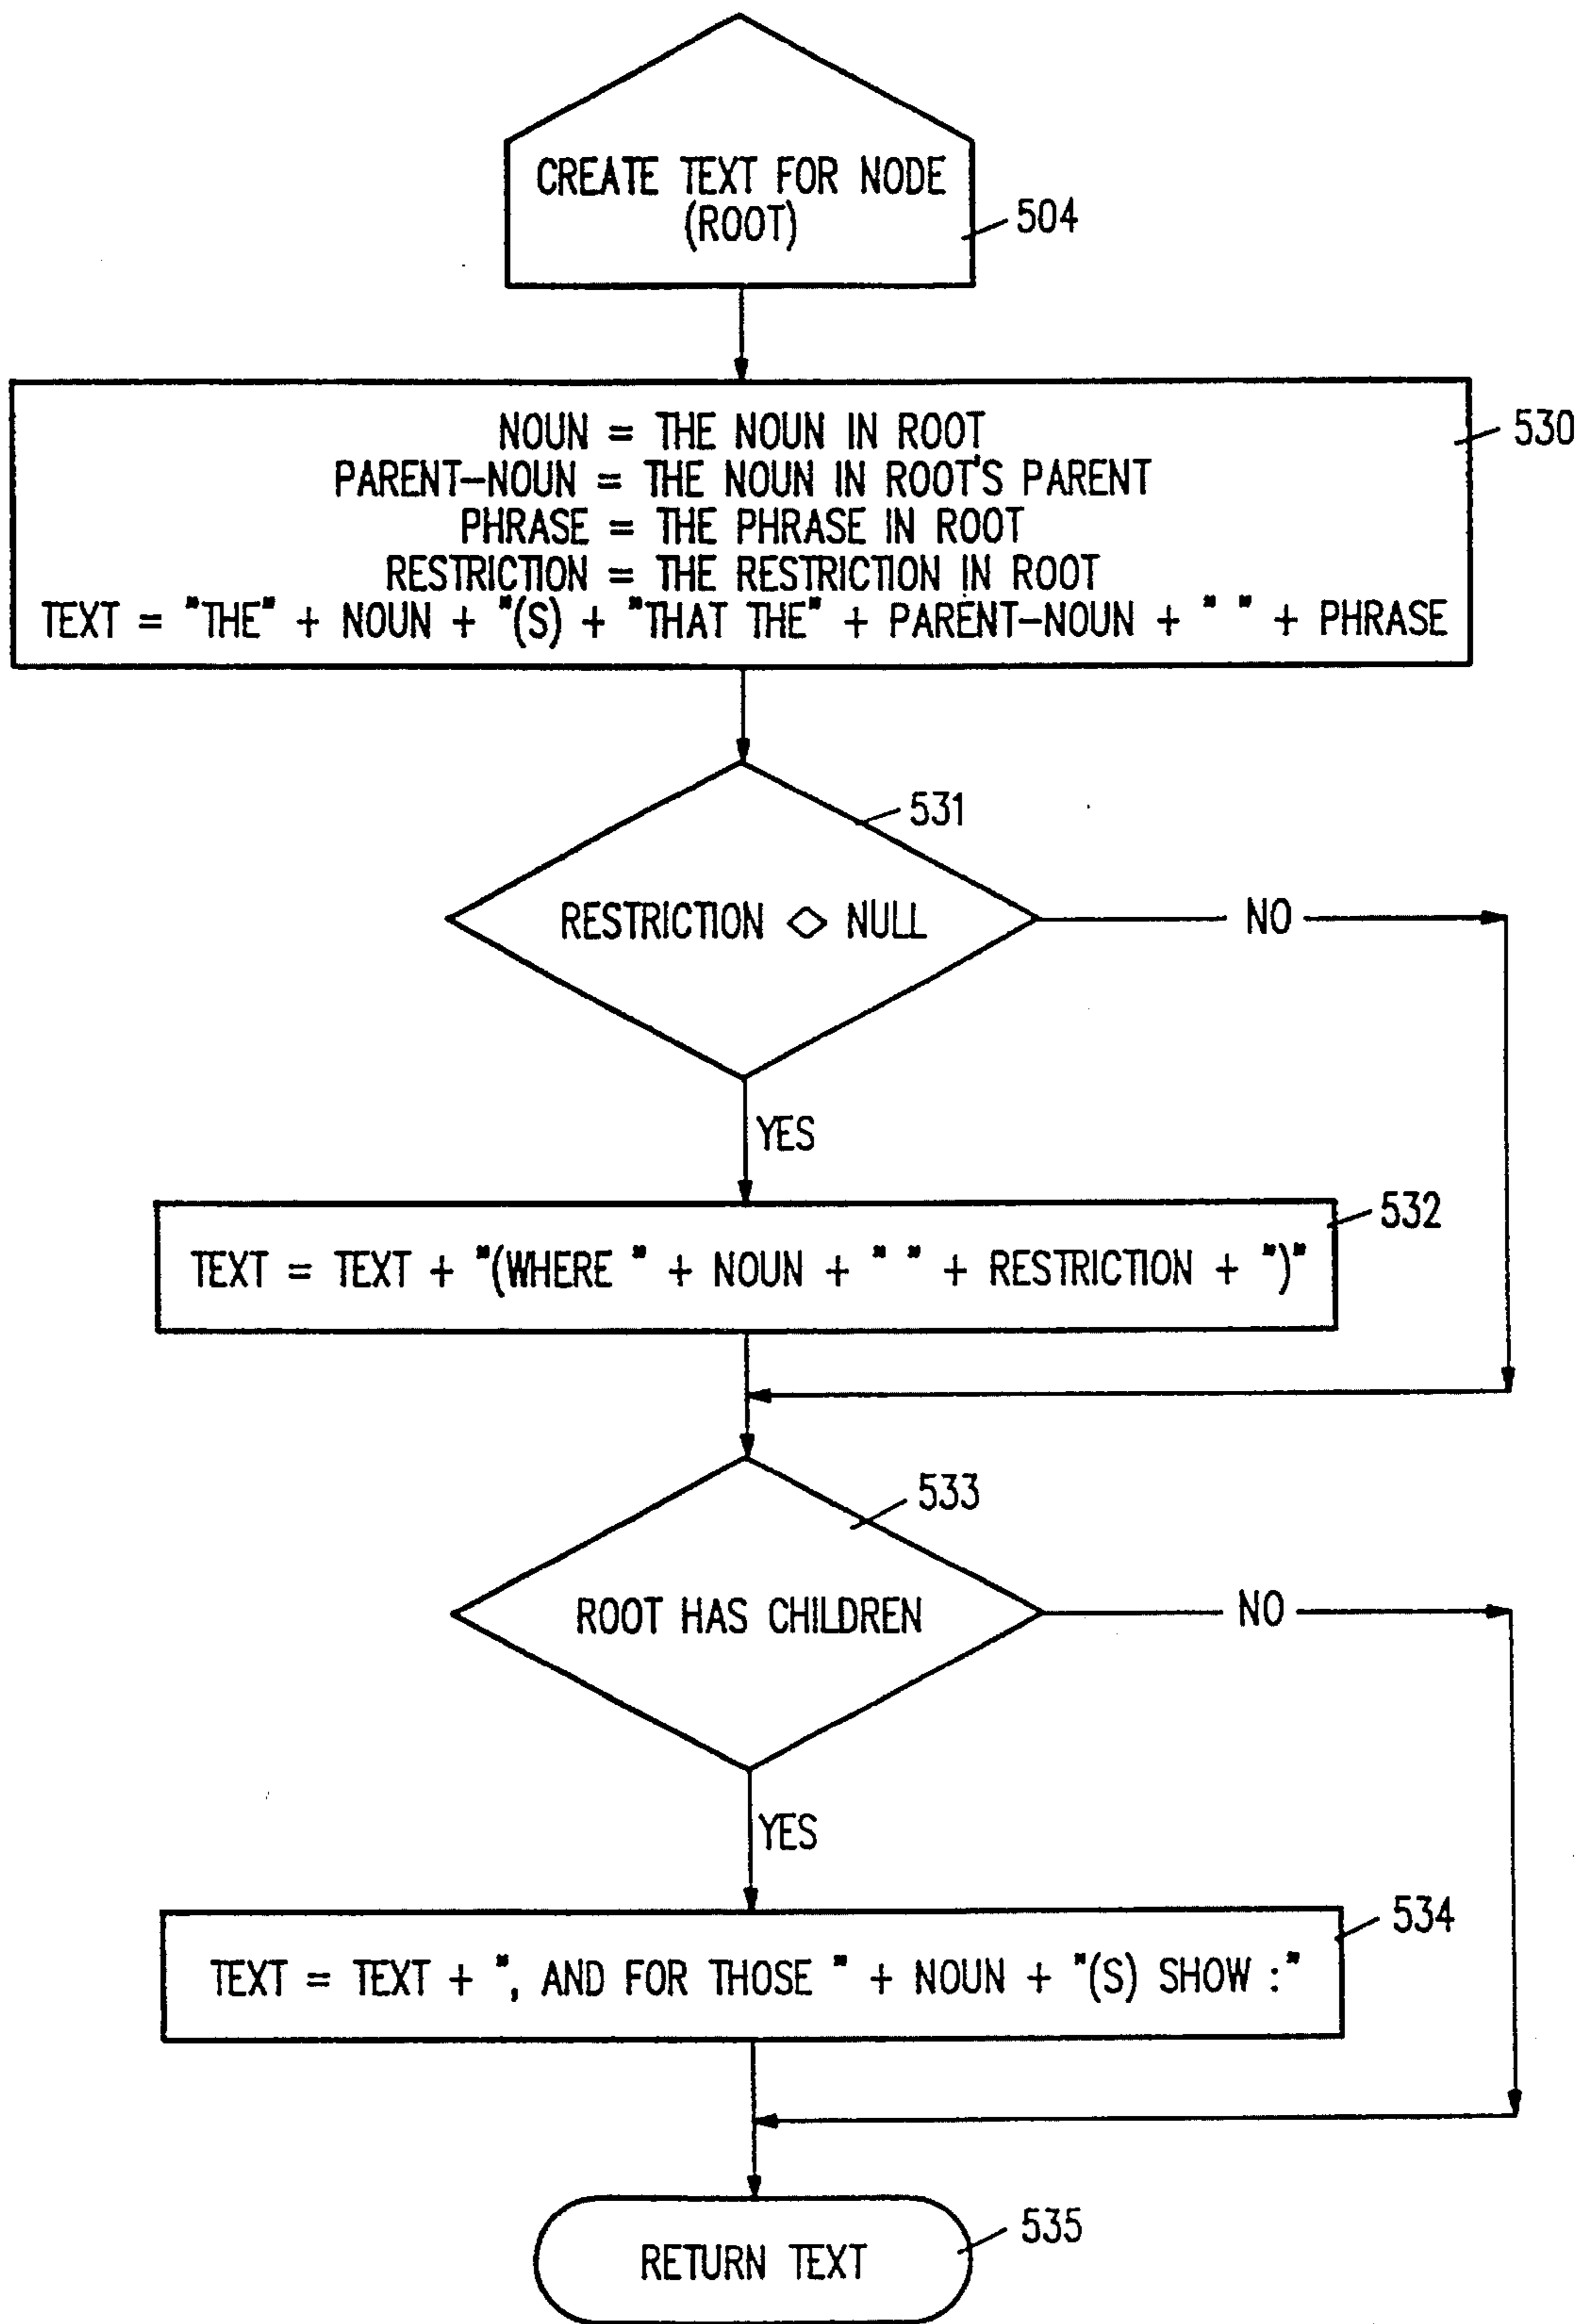 CREATE TEXT FOR NODE
(ROOT)
504
NOUN = THE NOUN IN ROOT
530
PARENT-NOUN = THE NOUN IN ROOT'S PARENT
PHRASE = THE PHRASE IN ROOT
RESTRICTION = THE RESTRICTION IN ROOT
TEXT = "THE" + NOUN + "(S) + "THAT THE" + PARENT-NOUN + " " + PHRASE
531
RESTRICTION <> NULL
NO
YES
532
TEXT = TEXT + "(WHERE " + NOUN + " " + RESTRICTION + ")"
533
ROOT HAS CHILDREN
NO
YES
534
TEXT = TEXT + ", AND FOR THOSE " + NOUN + "(S) SHOW :"
535
RETURN TEXT